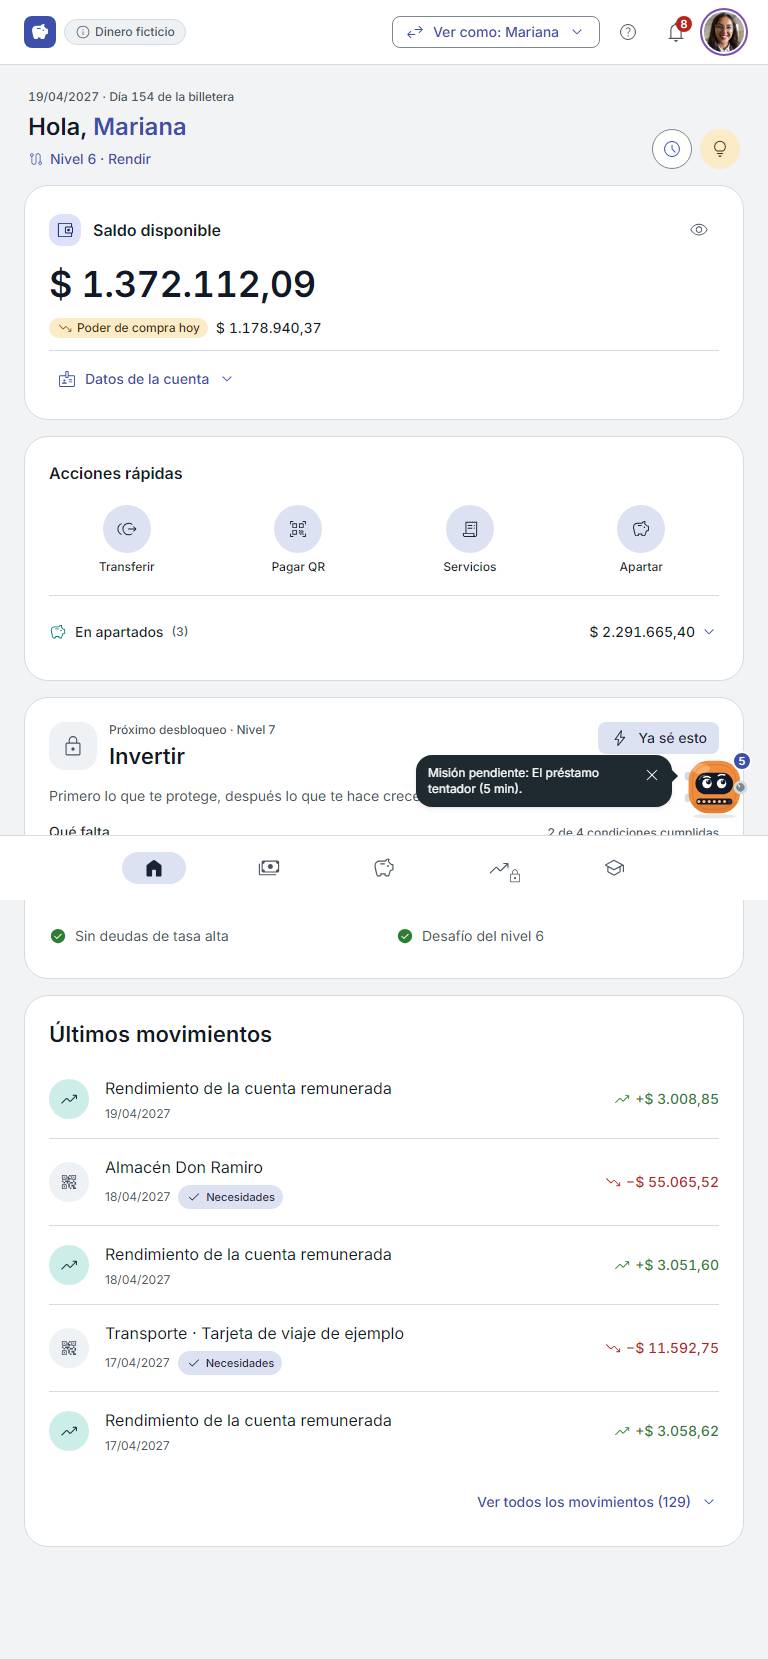 Dinero ficticio
Ver como: Mariana
8
19/04/2027 · Día 154 de la billetera
Hola, Mariana
Nivel 6 · Rendir
Saldo disponible
$ 1.372.112,09
Poder de compra hoy $ 1.178.940,37
Datos de la cuenta
Acciones rápidas
Transferir
Pagar QR
Servicios
Apartar
En apartados (3)
$ 2.291.665,40
Próximo desbloqueo · Nivel 7
Invertir
Ya sé esto
Primero lo que te protege, después lo que te hace crece
Misión pendiente: El préstamo
tentador (5 min).
5
Qué falta
2 de 4 condiciones cumplidas
Sin deudas de tasa alta
Desafío del nivel 6
Últimos movimientos
Rendimiento de la cuenta remunerada
19/04/2027
+$ 3.008,85
Almacén Don Ramiro
18/04/2027 Necesidades
−$ 55.065,52
Rendimiento de la cuenta remunerada
18/04/2027
+$ 3.051,60
Transporte · Tarjeta de viaje de ejemplo
17/04/2027 Necesidades
−$ 11.592,75
Rendimiento de la cuenta remunerada
17/04/2027
+$ 3.058,62
Ver todos los movimientos (129)